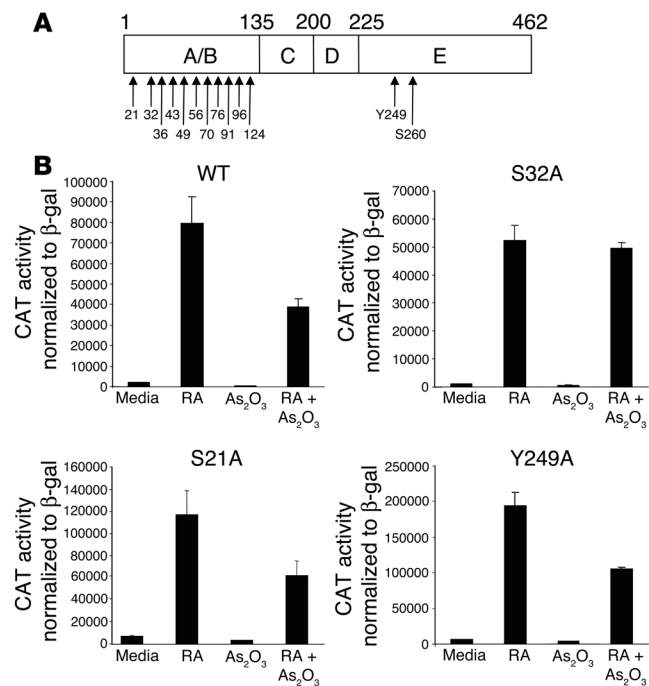 A
1 135 200 225 462
A/B C D E
21 32 43 56 76 96 Y249
36 49 70 91 124 S260
B
WT
CAT activity
normalized to β-gal
100000
90000
80000
70000
60000
50000
40000
30000
20000
10000
0
Media RA As₂O₃ RA +
As₂O₃
S32A
CAT activity
normalized to β-gal
70000
60000
50000
40000
30000
20000
10000
0
Media RA As₂O₃ RA +
As₂O₃
S21A
CAT activity
normalized to β-gal
160000
140000
120000
100000
80000
60000
40000
20000
0
Media RA As₂O₃ RA +
As₂O₃
Y249A
CAT activity
normalized to β-gal
250000
200000
150000
100000
50000
0
Media RA As₂O₃ RA +
As₂O₃